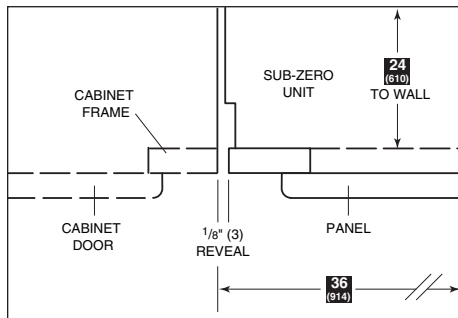 24
(610)
TO WALL
SUB-ZERO
UNIT
CABINET
FRAME
CABINET
DOOR
1/8" (3)
REVEAL
PANEL
36
(914)